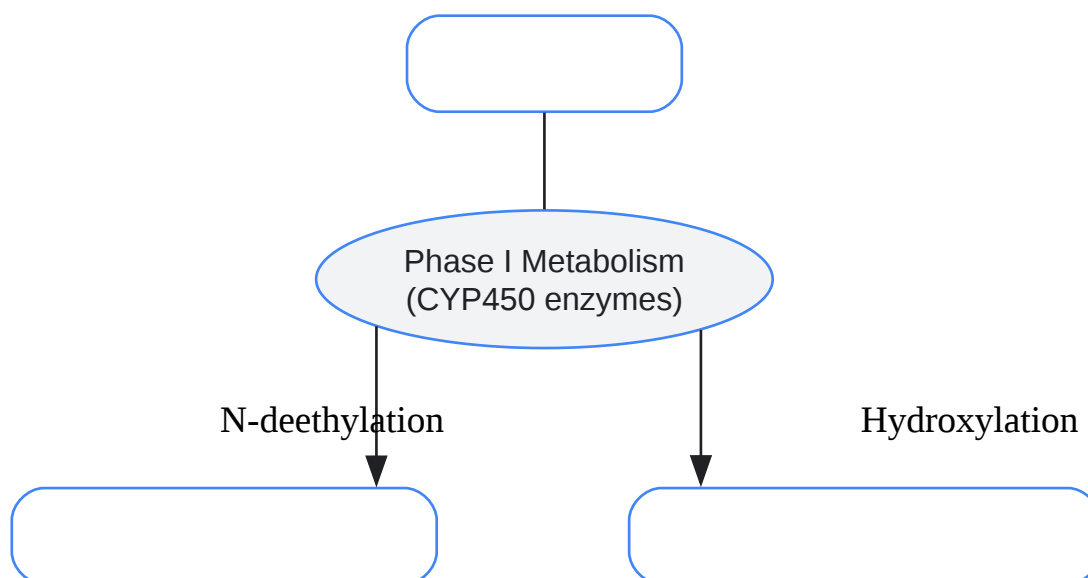 Phase I Metabolism
(CYP450 enzymes)
N-deethylation
Hydroxylation